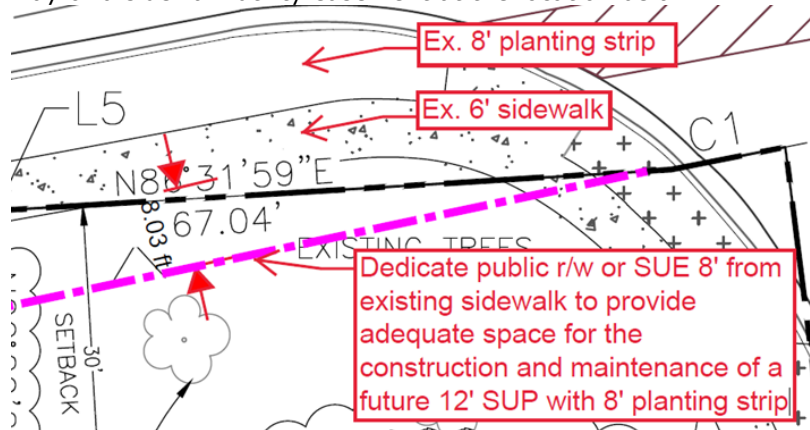 Ex. 8' planting strip
Ex. 6' sidewalk
L5
C1
N86°31'59"E
67.04'
8.03 ft
EXISTING TREES
SETBACK
30'
Dedicate public r/w or SUE 8' from
existing sidewalk to provide
adequate space for the
construction and maintenance of a
future 12' SUP with 8' planting strip